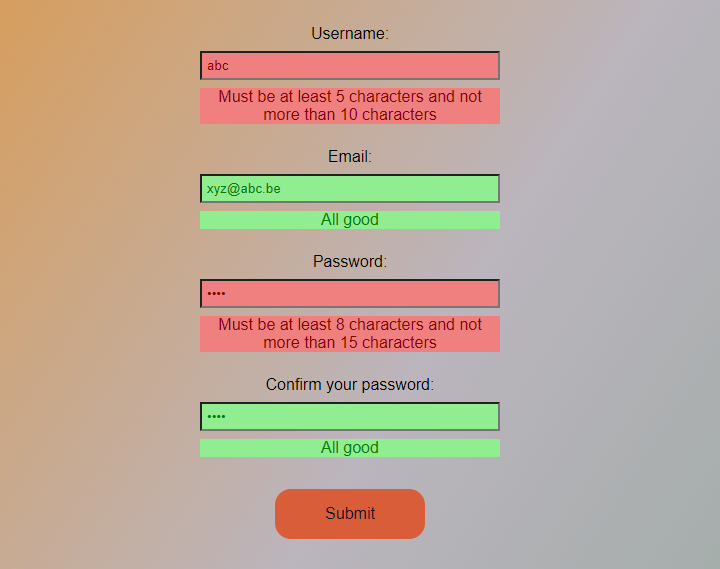 Username:
abc
Must be at least 5 characters and not
more than 10 characters
Email:
xyz@abc.be
All good
Password:
••••
Must be at least 8 characters and not
more than 15 characters
Confirm your password:
••••
All good
Submit